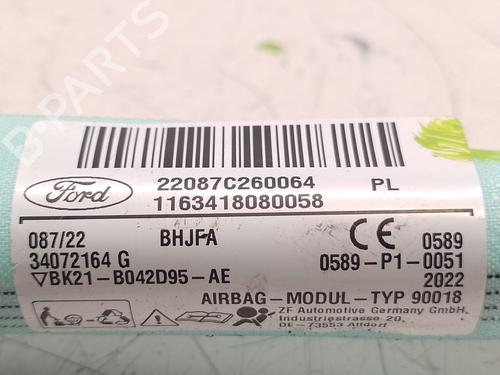 22087C260064 PL
1163418080058
Ford
087/22 BHJFA 0589
34072164 G 0589-P1-0051
▽BK21-B042D95-AE 2022
AIRBAG-MODUL-TYP 90018
ZF Automotive Germany GmbH,
Industriestrasse 20,
DE-73553 Alfdorf
B-PARTS